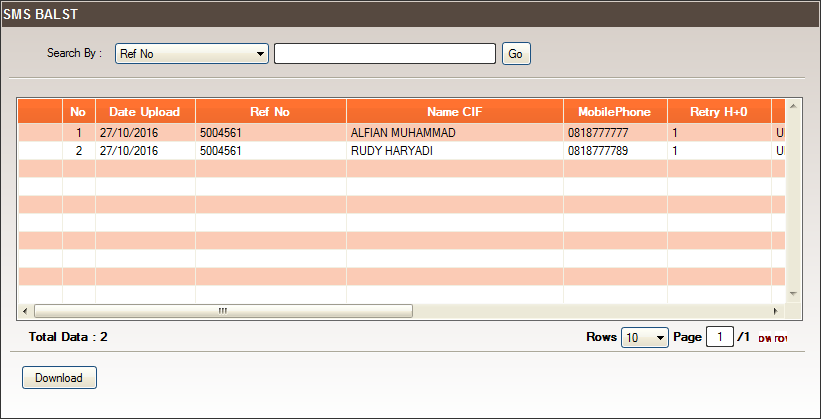 SMS BALST
Search By : Ref No Go
No Date Upload Ref No Name CIF MobilePhone Retry H+0
1 27/10/2016 5004561 ALFIAN MUHAMMAD 0818777777 1
2 27/10/2016 5004561 RUDY HARYADI 0818777789 1
Total Data : 2 Rows 10 Page 1 /1
Download